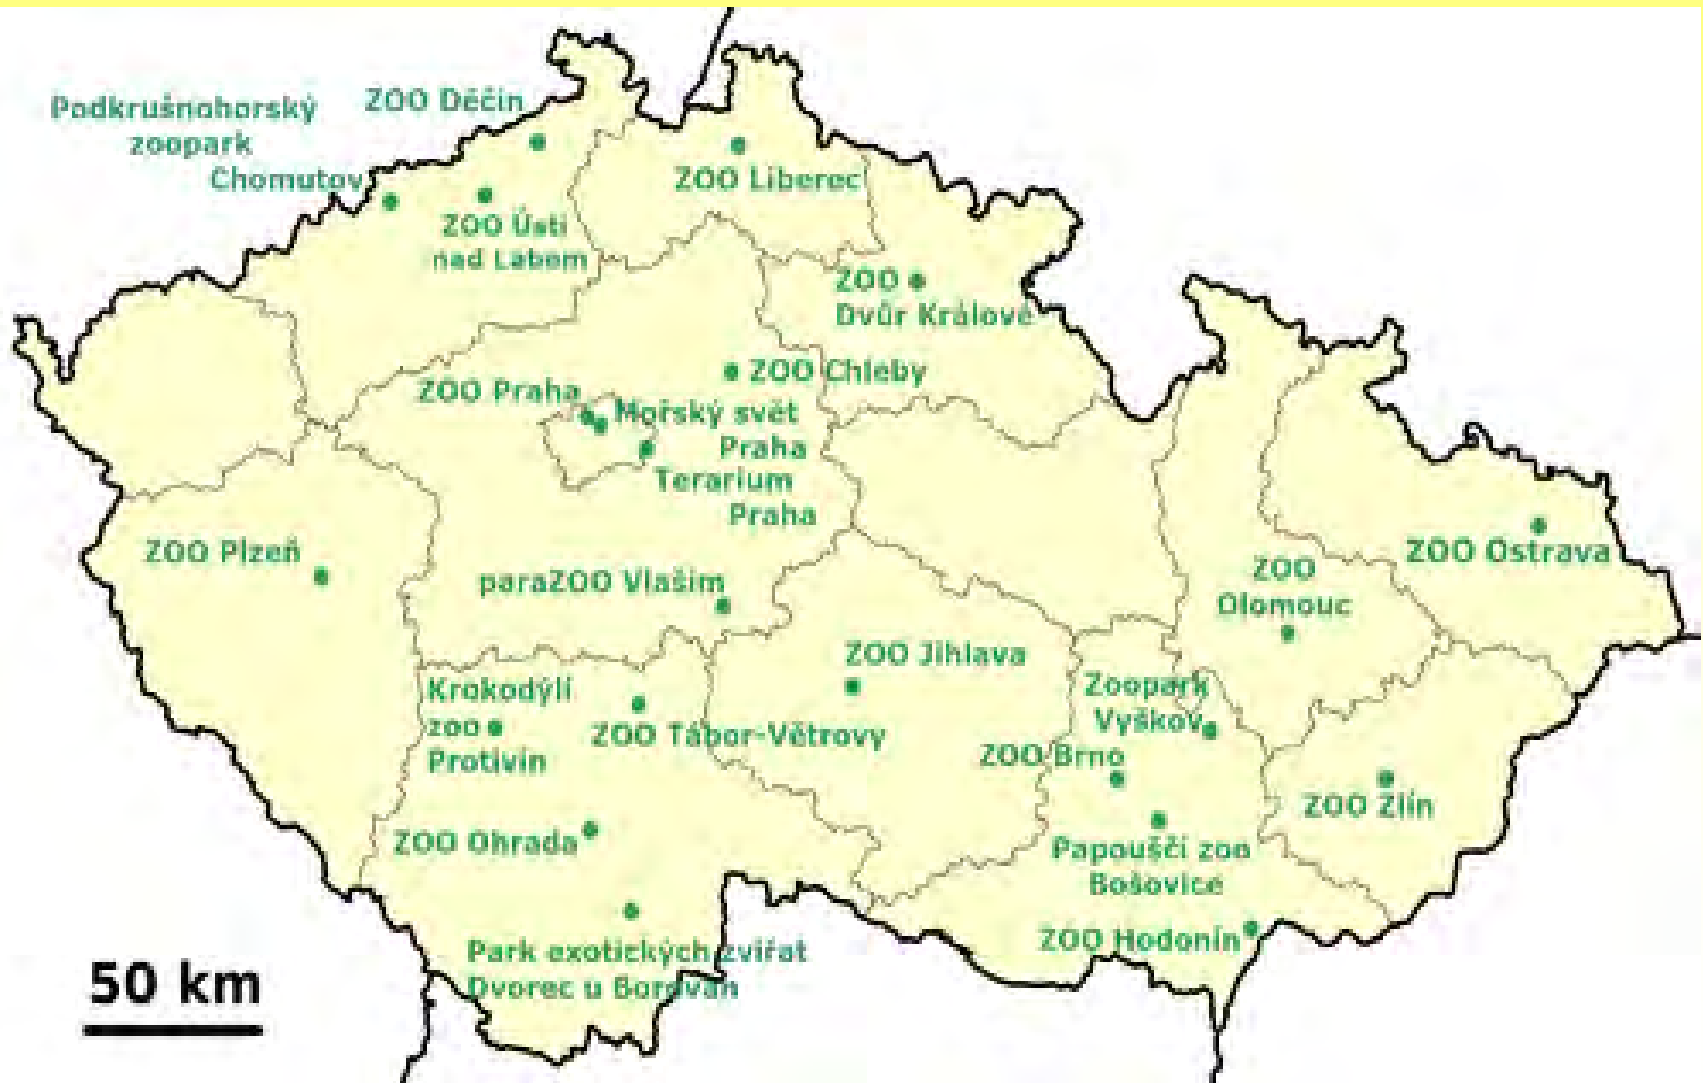 Podkrušnohorský
zoopark
Chomutov
ZOO Děčín
ZOO Ústí
nad Labem
ZOO Liberec
ZOO
Dvůr Králové
ZOO Chleby
ZOO Praha
Mořský svět
Praha
Terarium
Praha
ZOO Plzeň
paraZOO Vlašim
ZOO Ostrava
ZOO
Olomouc
ZOO Jihlava
Krokodýlí
zoo
Protivín
ZOO Tábor-Větrovy
Zoopark
Vyškov
ZOO Brno
ZOO Zlín
ZOO Ohrada
Papouščí zoo
Bošovice
ZOO Hodonín
Park exotických zvířat
Dvorec u Borovan
50 km